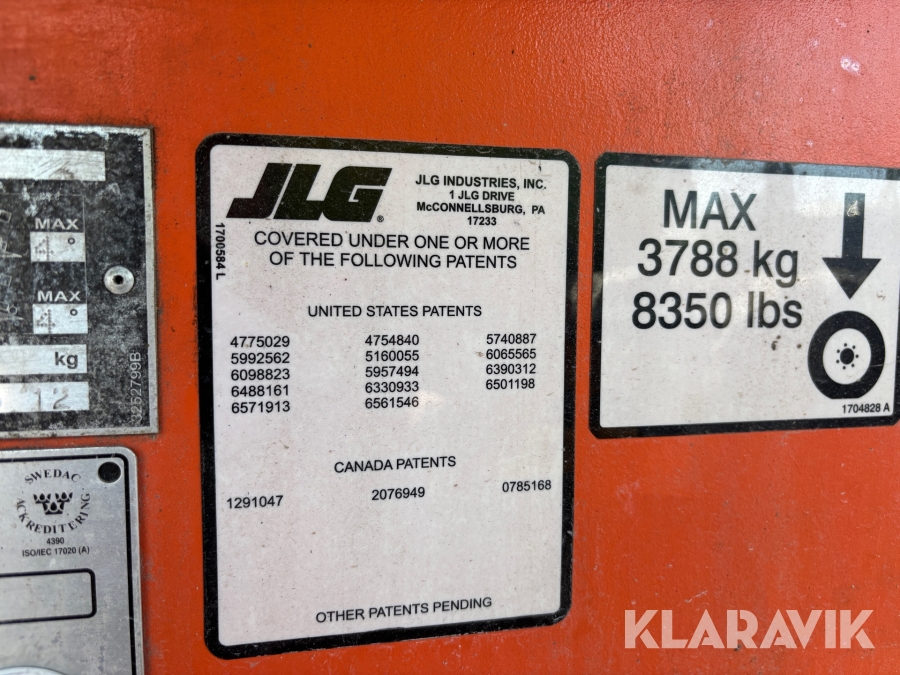 MAX
4°
MAX
4°
kg
12
3252799B
SWEDAC
ACKREDITERING
4390
ISO/IEC 17020 (A)
JLG®
JLG INDUSTRIES, INC.
1 JLG DRIVE
McCONNELLSBURG, PA
17233
1700584 L
COVERED UNDER ONE OR MORE
OF THE FOLLOWING PATENTS
UNITED STATES PATENTS
4775029 4754840 5740887
5992562 5160055 6065565
6098823 5957494 6390312
6488161 6330933 6501198
6571913 6561546
CANADA PATENTS
1291047 2076949 0785168
OTHER PATENTS PENDING
MAX
3788 kg
8350 lbs
1704828 A
KLARAVIK